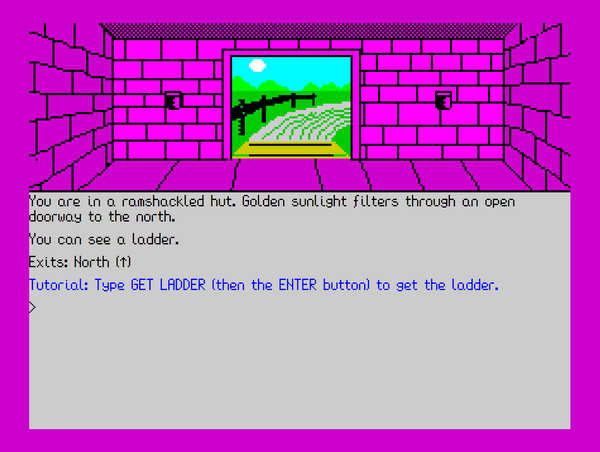 You are in a ramshackled hut. Golden sunlight filters through an open
doorway to the north.
You can see a ladder.
Exits: North (↑)
Tutorial: Type GET LADDER (then the ENTER button) to get the ladder.
>